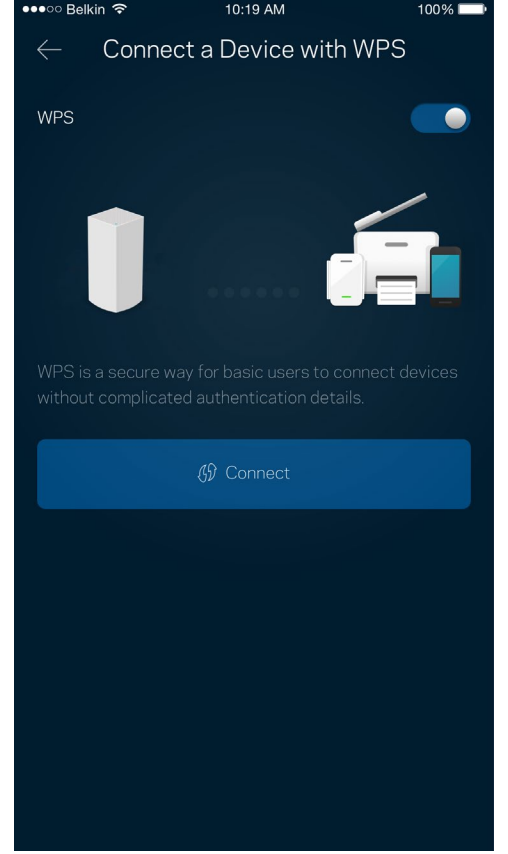 Belkin 10:19 AM 100%
Connect a Device with WPS
WPS
WPS is a secure way for basic users to connect devices
without complicated authentication details.
Connect